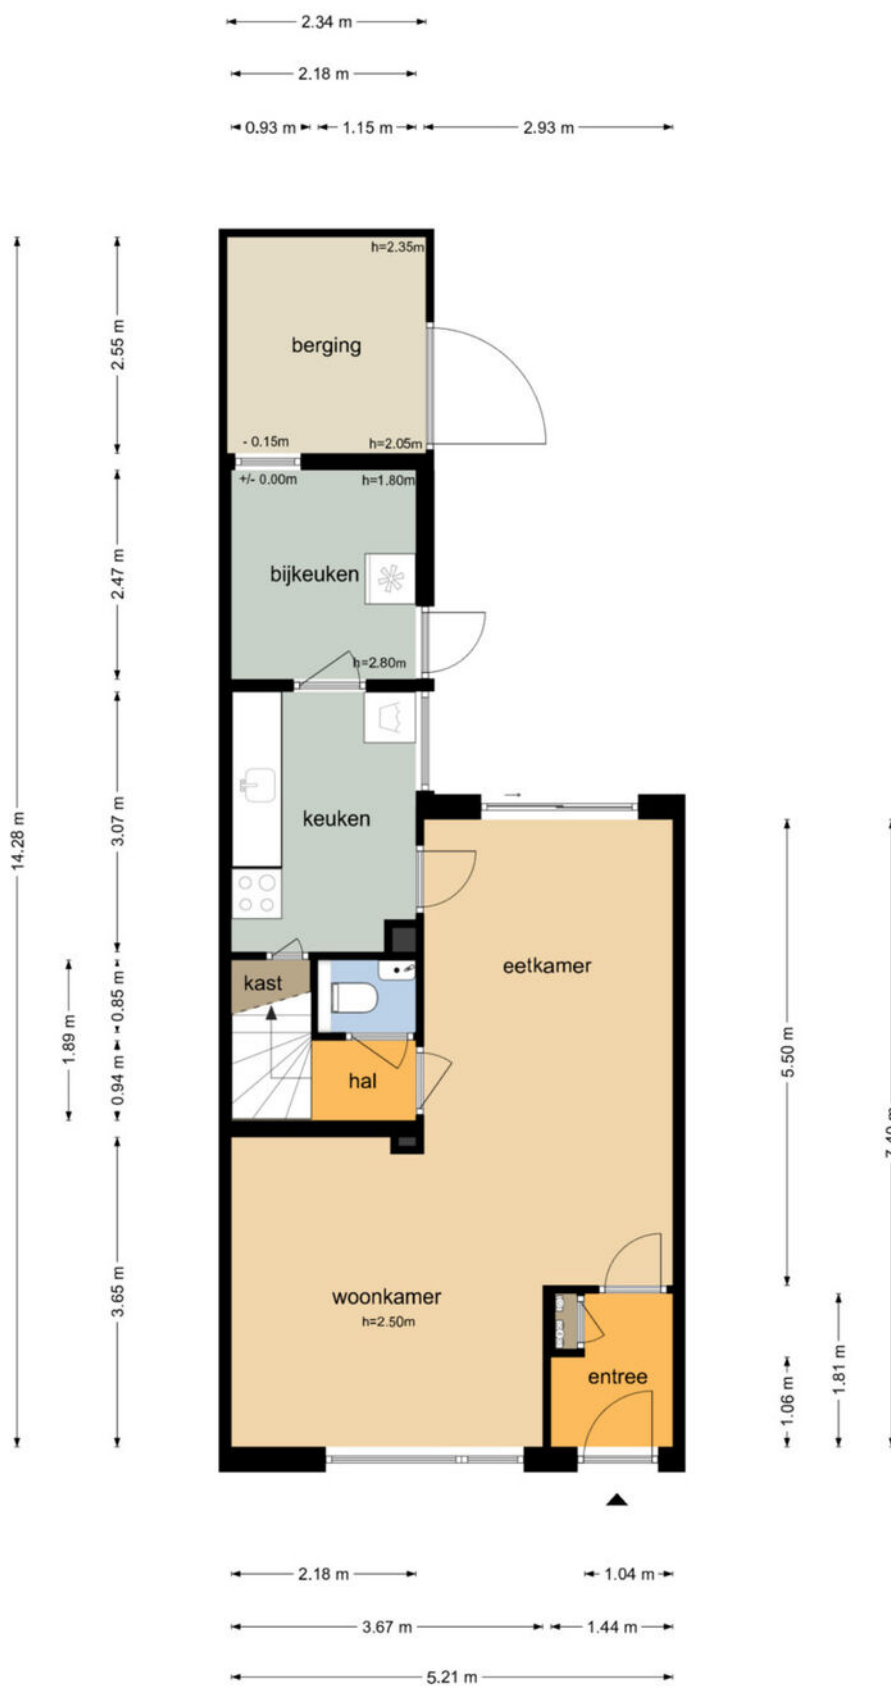 2.34 m
2.18 m
0.93 m 1.15 m 2.93 m
h=2.35m
berging
2.55 m
- 0.15m h=2.05m
+/- 0.00m h=1.80m
bijkeuken
2.47 m
h=2.80m
keuken
3.07 m
14.28 m
eetkamer
kast
0.85 m
1.89 m
5.50 m
hal
0.94 m
woonkamer
h=2.50m
3.65 m
entree
1.06 m
1.81 m
2.18 m 1.04 m
3.67 m 1.44 m
5.21 m